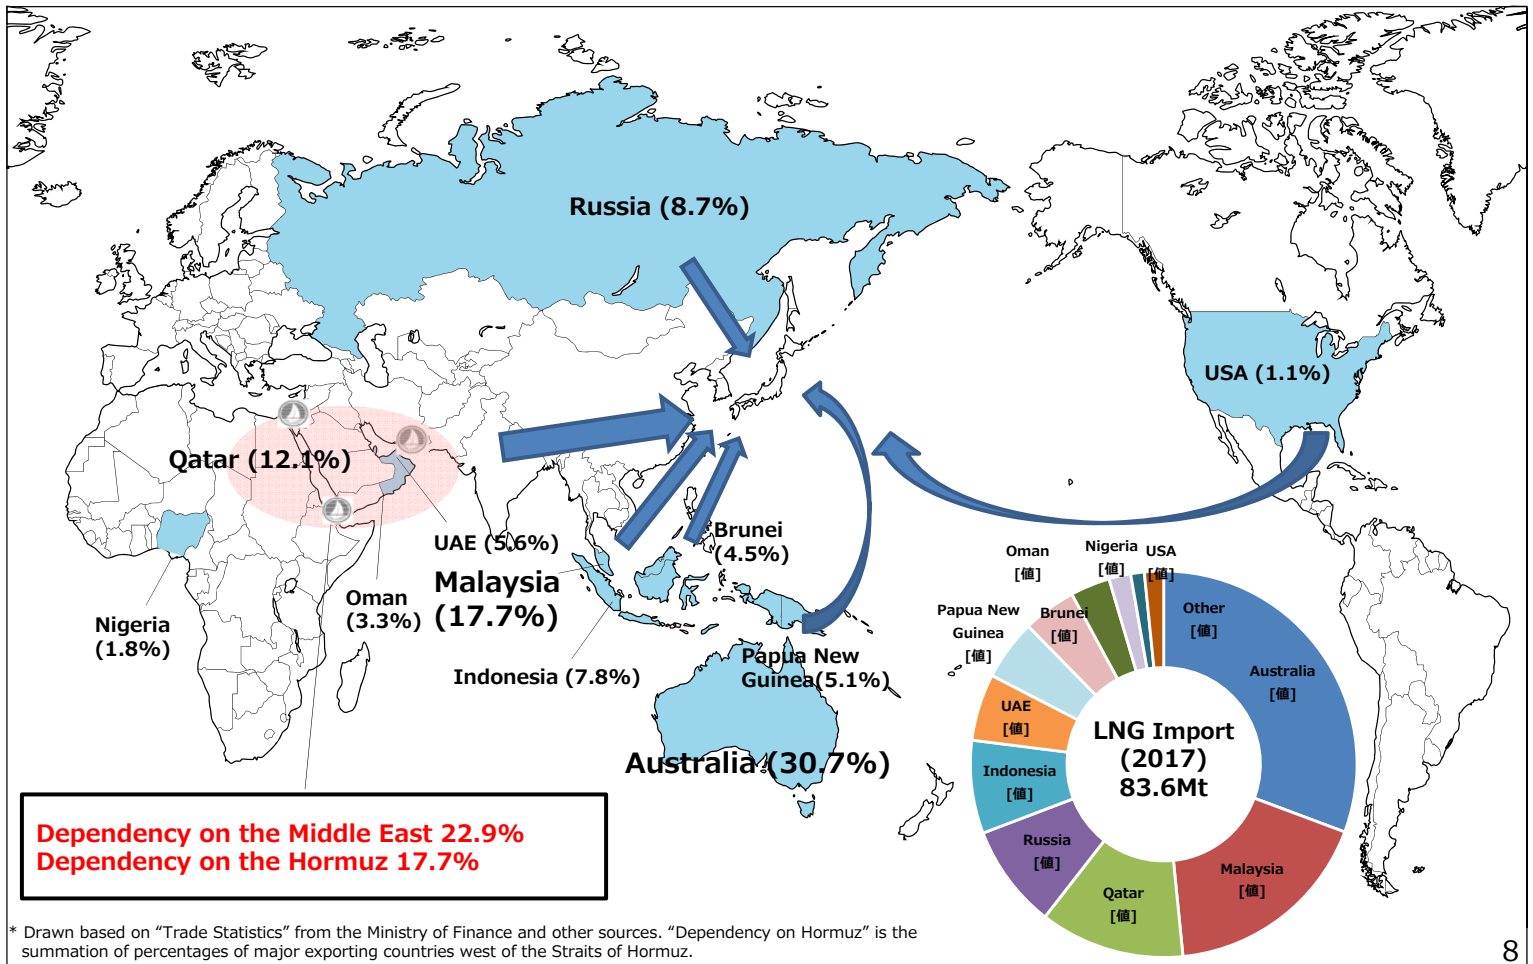 Russia (8.7%)
USA (1.1%)
Qatar (12.1%)
UAE (5.6%)
Brunei
(4.5%)
Malaysia
(17.7%)
Oman
(3.3%)
Nigeria
(1.8%)
Indonesia (7.8%)
Papua New
Guinea(5.1%)
Australia (30.7%)
Oman
[値]
Nigeria
[値]
USA
[値]
Other
[値]
Papua New
Guinea
[値]
Brunei
[値]
Australia
[値]
UAE
[値]
Indonesia
[値]
Russia
[値]
Qatar
[値]
Malaysia
[値]
LNG Import
(2017)
83.6Mt
Dependency on the Middle East 22.9%
Dependency on the Hormuz 17.7%
* Drawn based on “Trade Statistics” from the Ministry of Finance and other sources. “Dependency on Hormuz” is the
summation of percentages of major exporting countries west of the Straits of Hormuz.
8